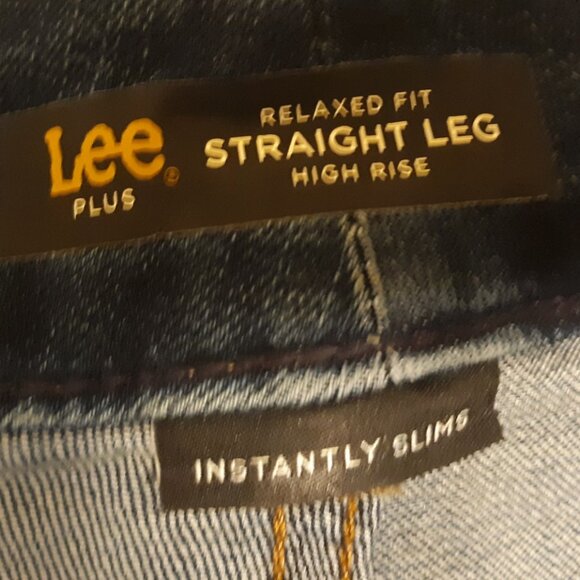 Lee®
PLUS
RELAXED FIT
STRAIGHT LEG
HIGH RISE
INSTANTLY SLIMS